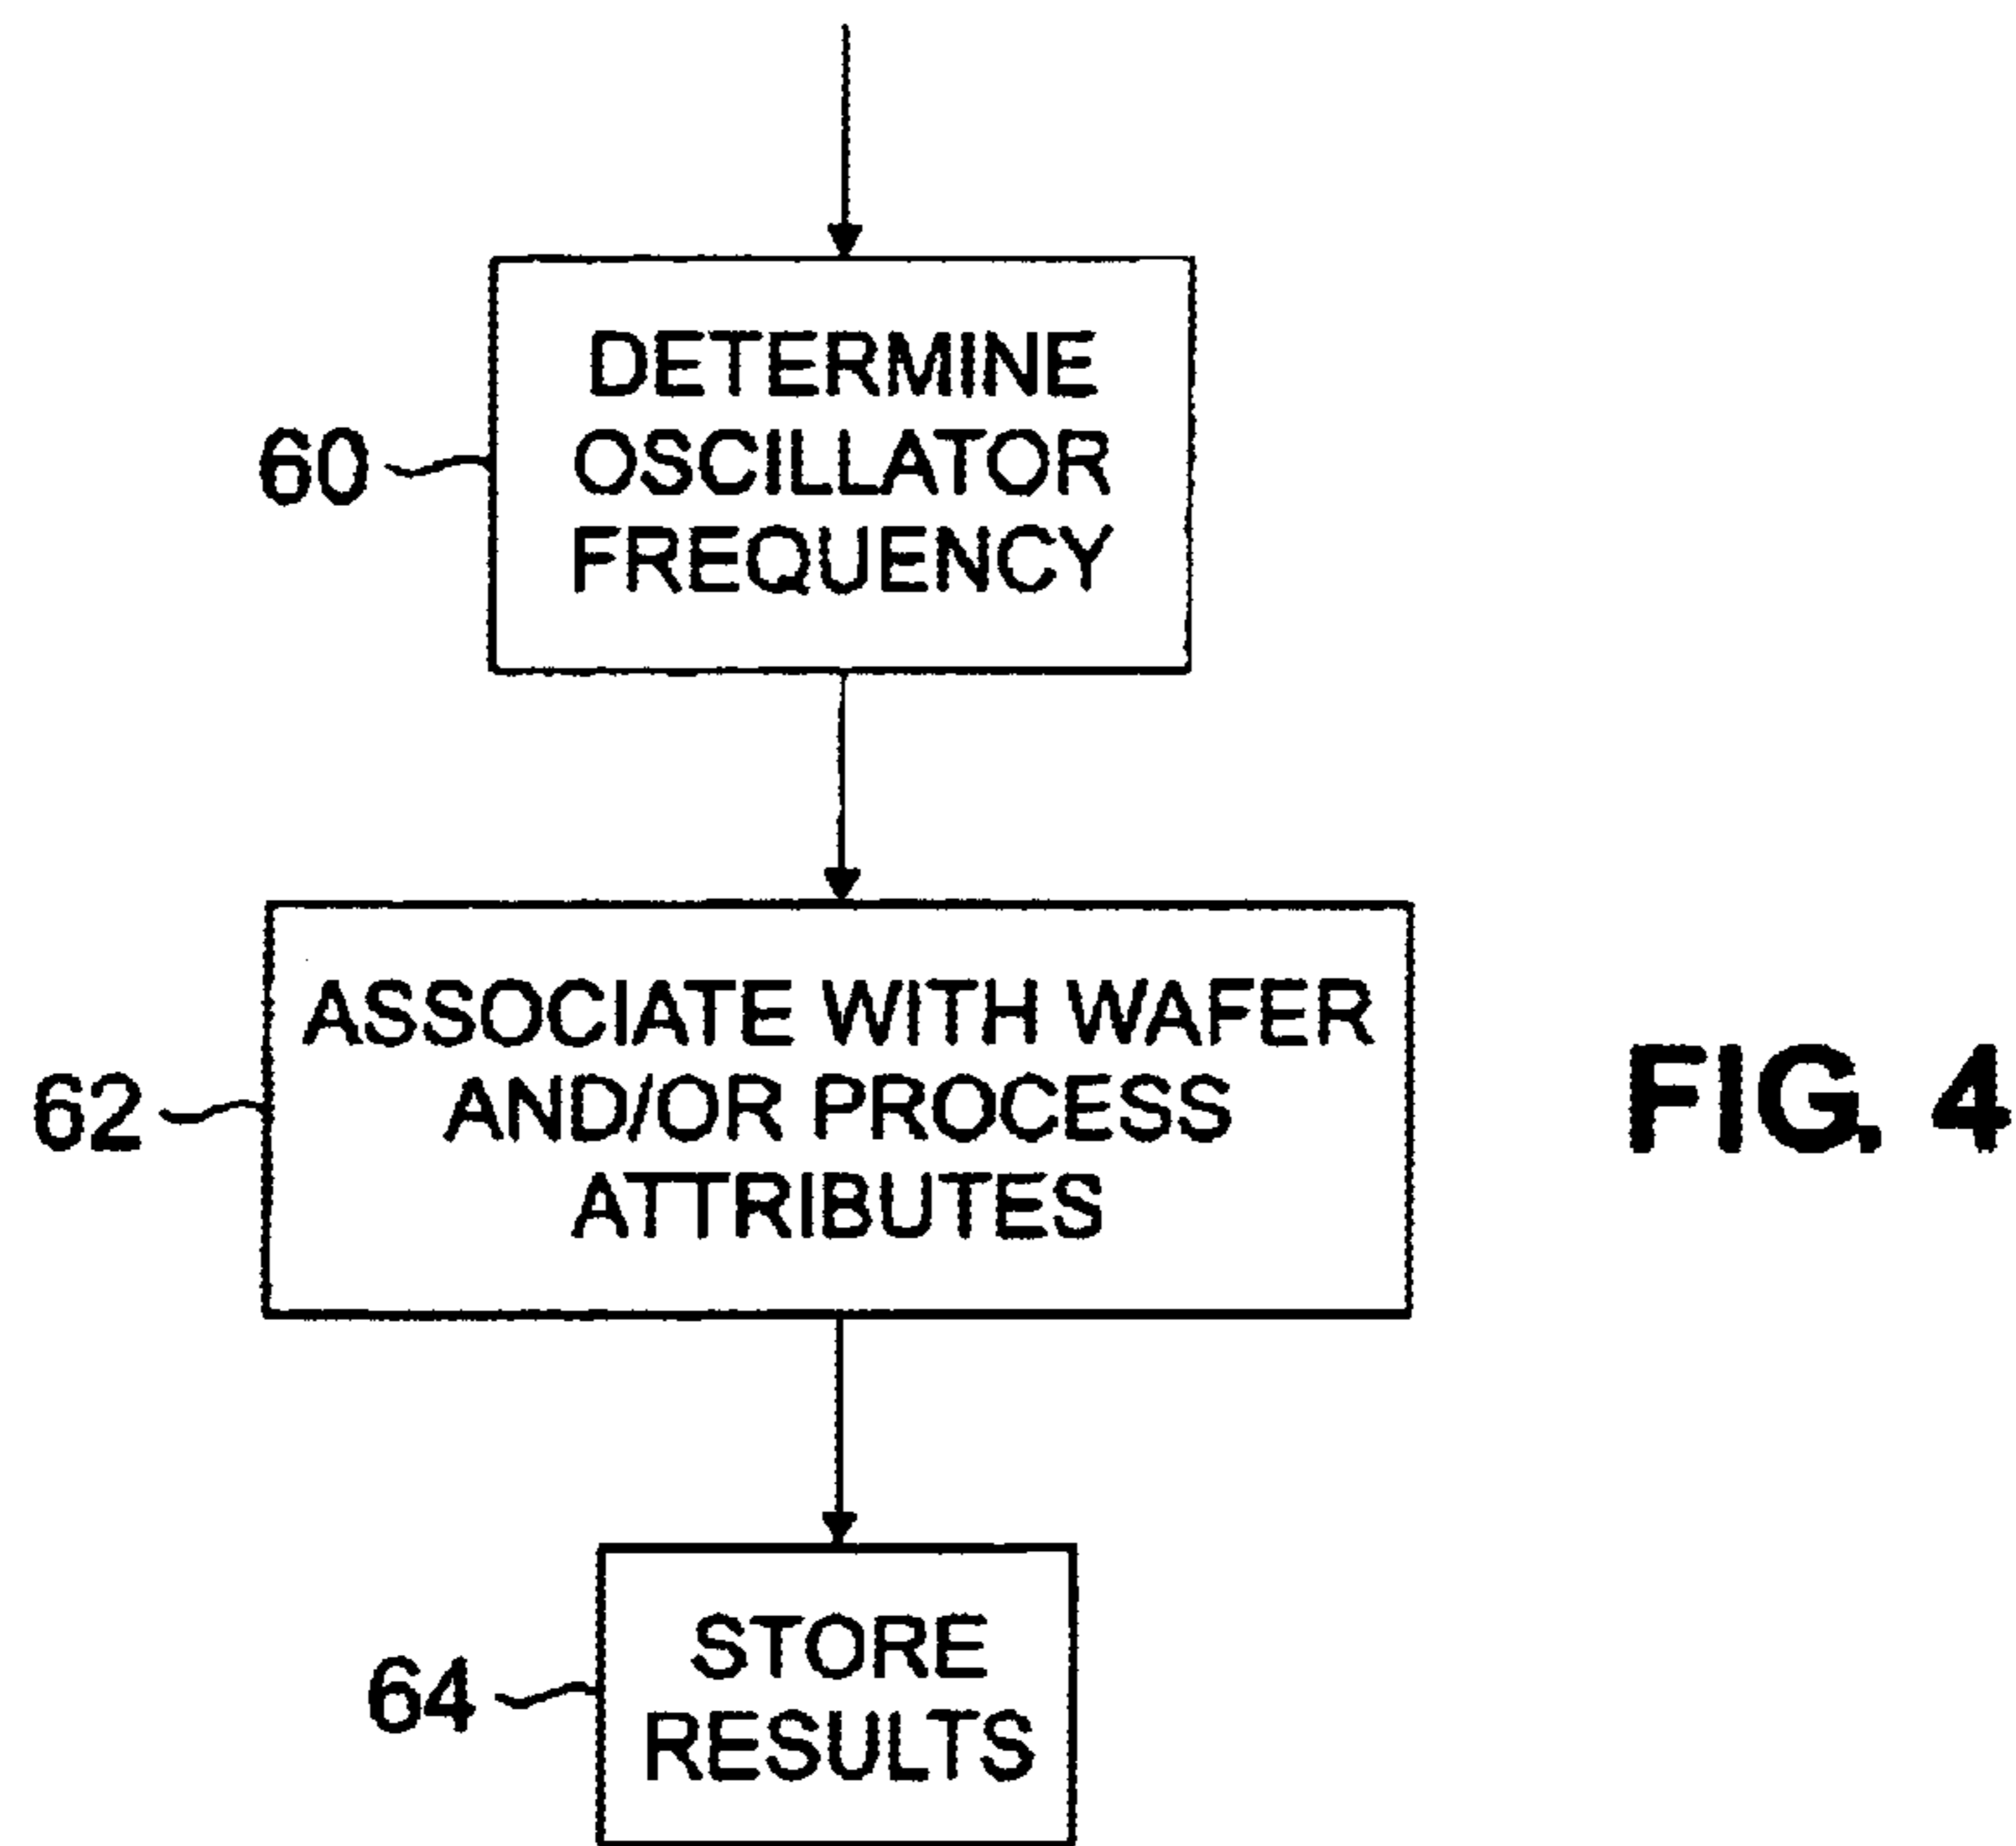 DETERMINE
OSCILLATOR
FREQUENCY
60
ASSOCIATE WITH WAFER
AND/OR PROCESS
ATTRIBUTES
62
FIG. 4
STORE
RESULTS
64